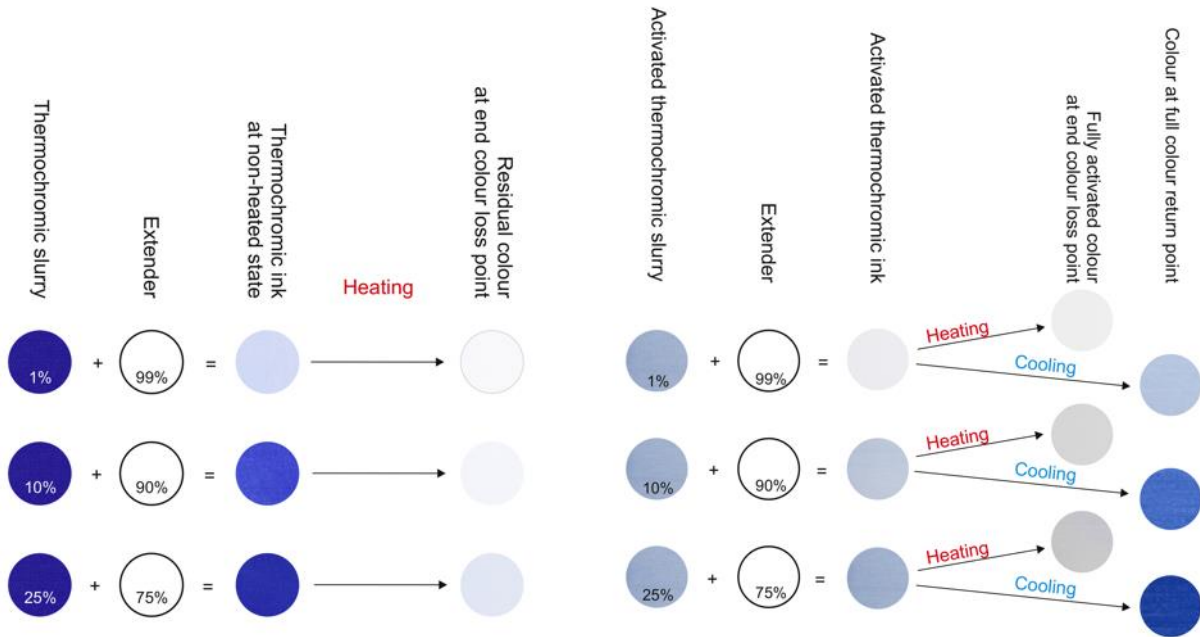 Thermochromic slurry
Extender
Thermochromic ink
at non-heated state
Heating
Residual colour
at end colour loss point
1% + 99% =
10% + 90% =
25% + 75% =
Activated thermochromic slurry
Extender
Activated thermochromic ink
Fully activated colour
at end colour loss point
Colour at full colour return point
1% + 99% =
Heating
Cooling
10% + 90% =
Heating
Cooling
25% + 75% =
Heating
Cooling